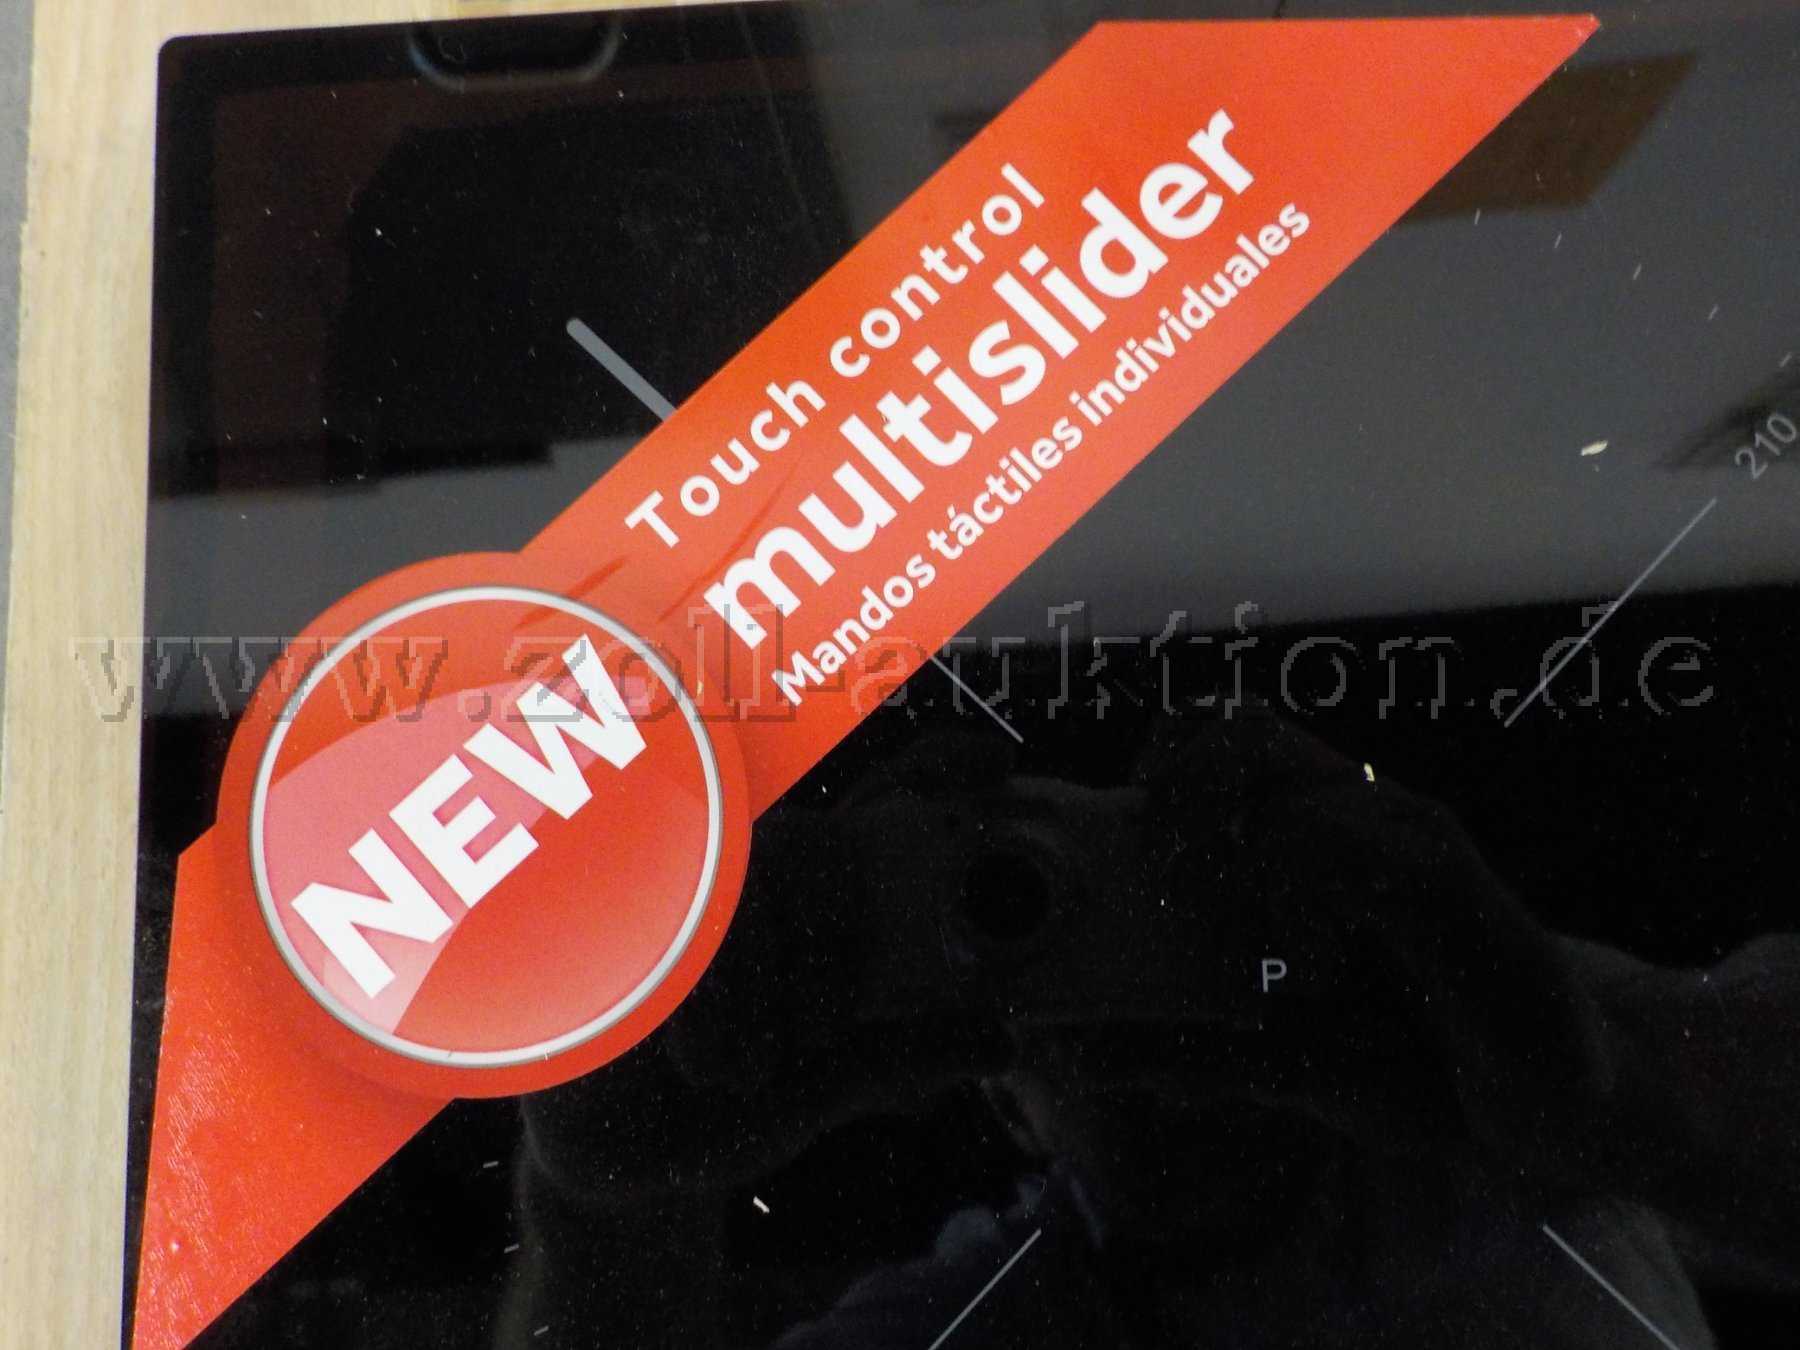 Touch control
multislider
Mandos táctiles individuales
NEW
210
P
www.zoll-auktion.de